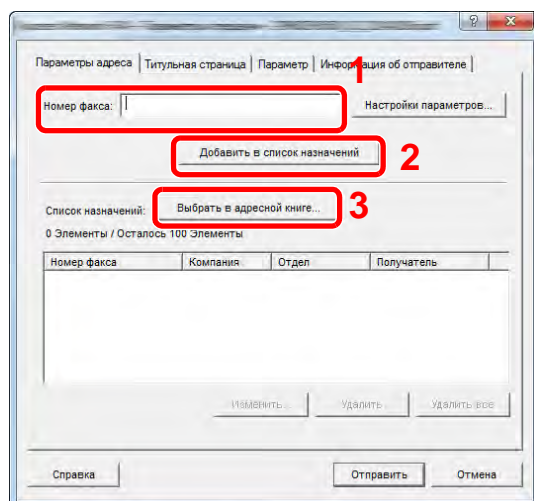 Параметры адреса Титульная страница Параметр Информация об отправителе
1
Номер факса: Настройки параметров...
Добавить в список назначений 2
Список назначений: Выбрать в адресной книге... 3
0 Элементы / Осталось 100 Элементы
Номер факса Компания Отдел Получатель
Изменить... Удалить Удалить все
Справка Отправить Отмена